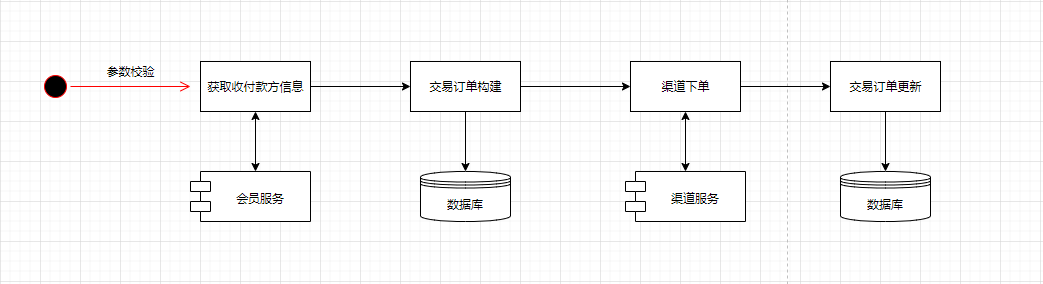 参数校验
获取收付款方信息
交易订单构建
渠道下单
交易订单更新
会员服务
数据库
渠道服务
数据库